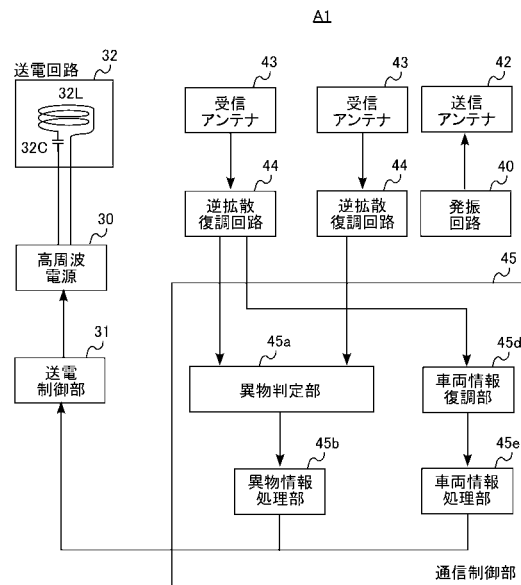 A1
送電回路
32
32L
32C
43
受信
アンテナ
43
受信
アンテナ
42
送信
アンテナ
44
逆拡散
復調回路
44
逆拡散
復調回路
40
発振
回路
30
高周波
電源
45
31
送電
制御部
45a
異物判定部
45d
車両情報
復調部
45b
異物情報
処理部
45e
車両情報
処理部
通信制御部